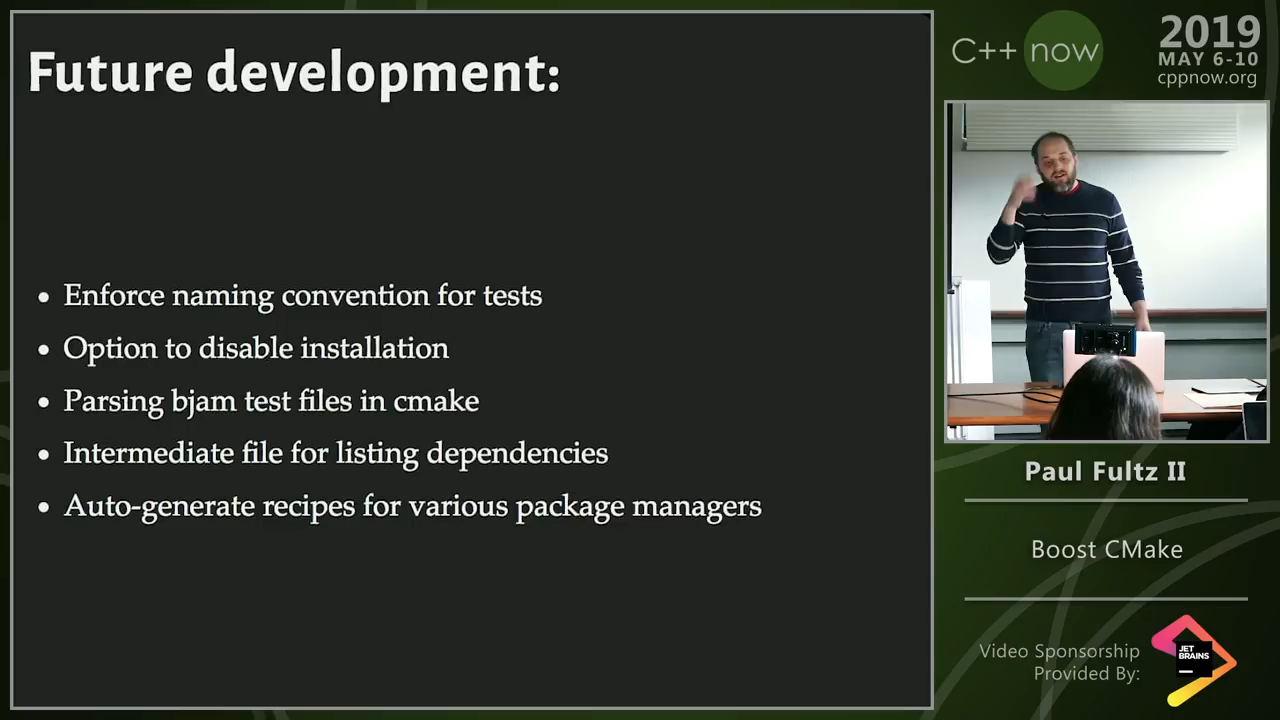 Future development:
• Enforce naming convention for tests
• Option to disable installation
• Parsing bjam test files in cmake
• Intermediate file for listing dependencies
• Auto-generate recipes for various package managers
C++ now
2019
MAY 6-10
cppnow.org
Paul Fultz II
Boost CMake
Video Sponsorship
Provided By:
JET
BRAINS